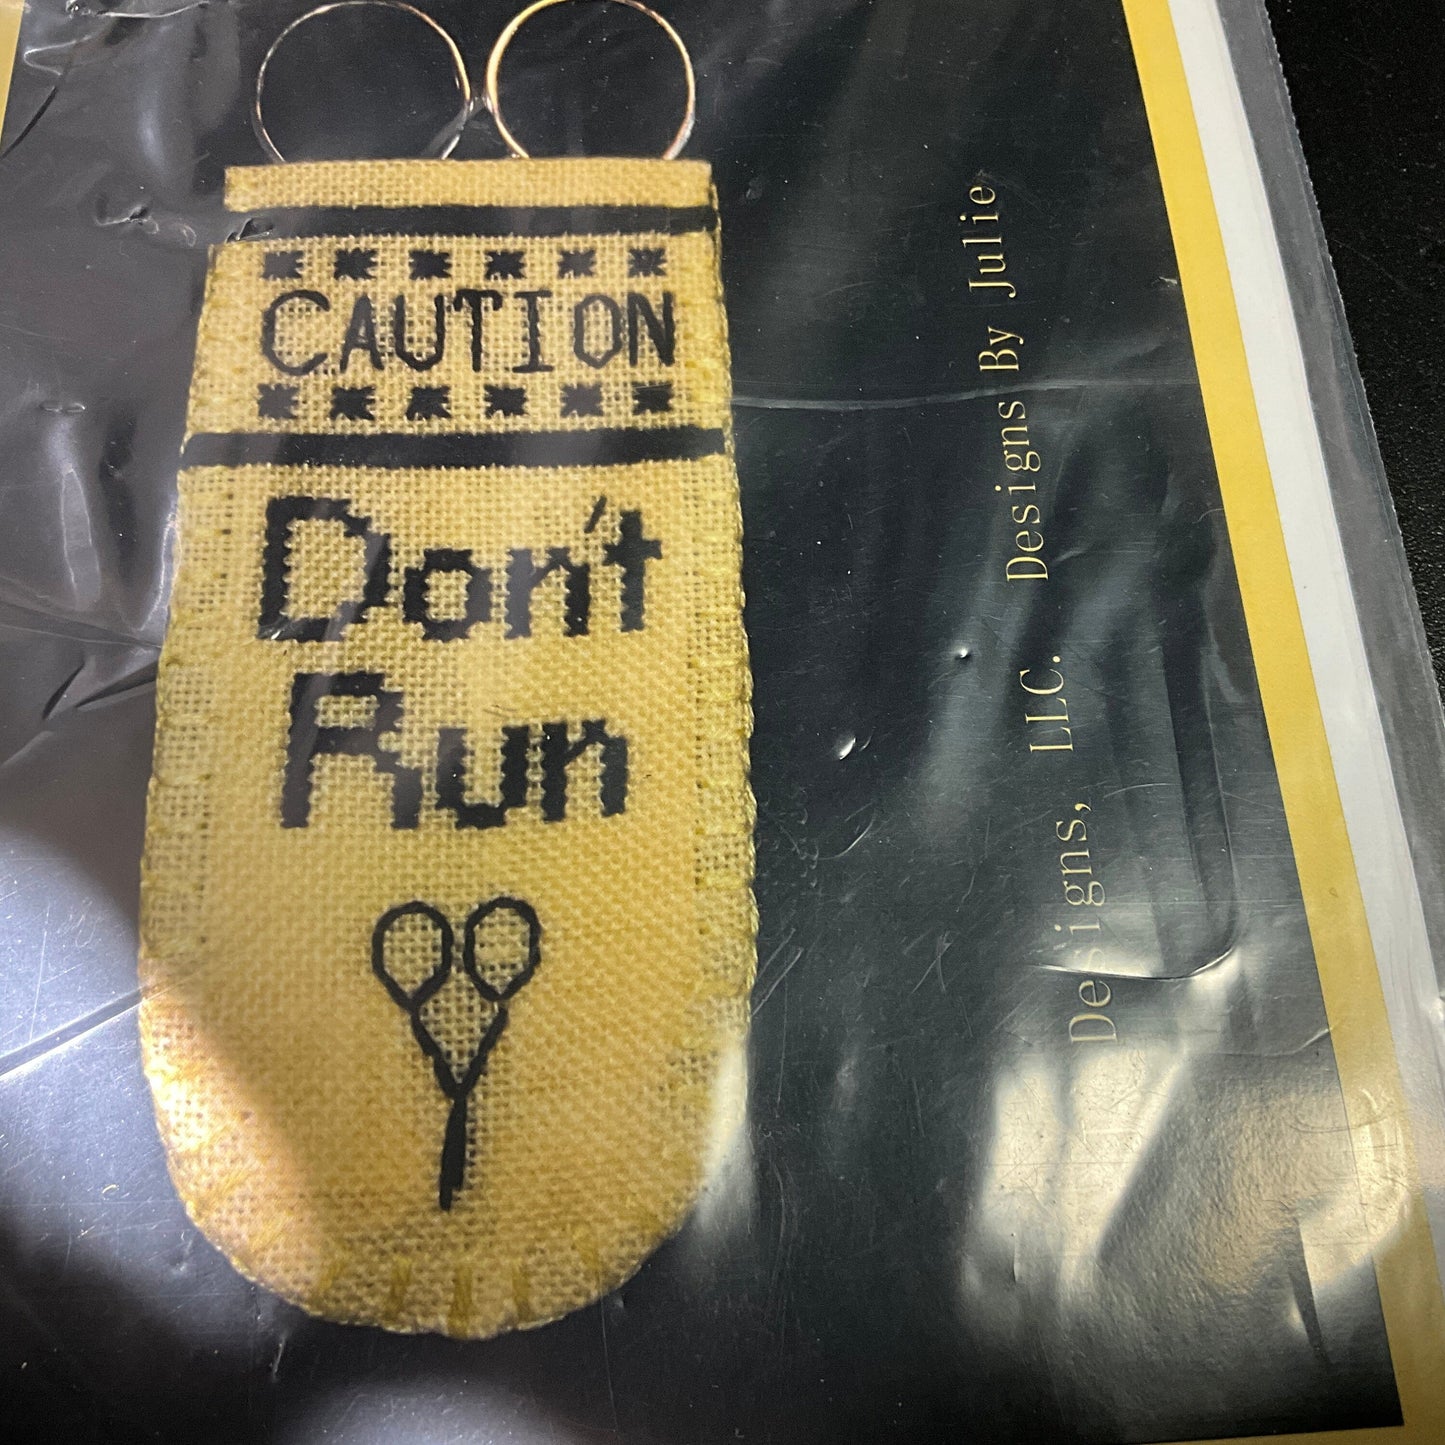 CAUTION
Don't
Run
Designs, LLC. Designs By Julie